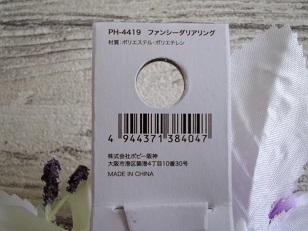 PH-4419 ファンシーダリアリング
材質:ポリエステル・ポリエチレン
4 944371 384047
株式会社ポピー阪神
大阪市港区築港4丁目10番30号
MADE IN CHINA